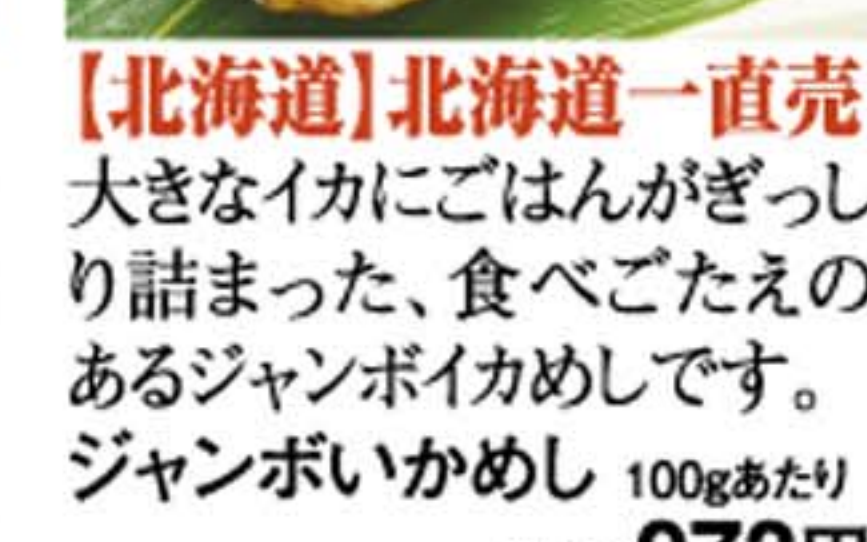 【北海道】北海道一直売
大きなイカにごはんがぎっし
り詰まった、食べごたえの
あるジャンボイカめしです。
ジャンボいかめし 100gあたり